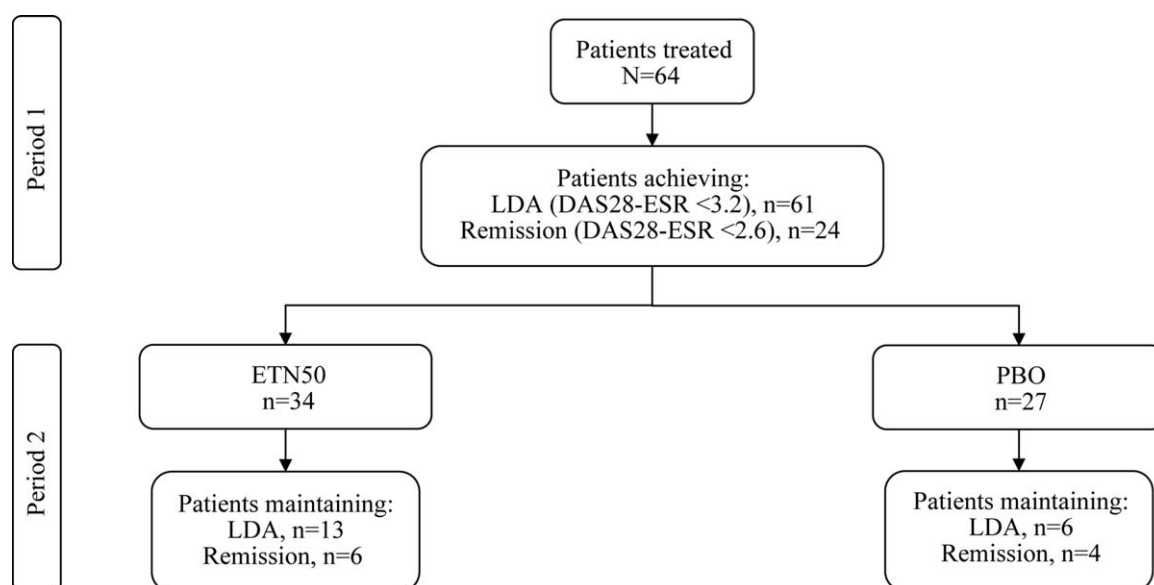 Period 1
Patients treated
N=64
Patients achieving:
LDA (DAS28-ESR <3.2), n=61
Remission (DAS28-ESR <2.6), n=24
Period 2
ETN50
n=34
PBO
n=27
Patients maintaining:
LDA, n=13
Remission, n=6
Patients maintaining:
LDA, n=6
Remission, n=4